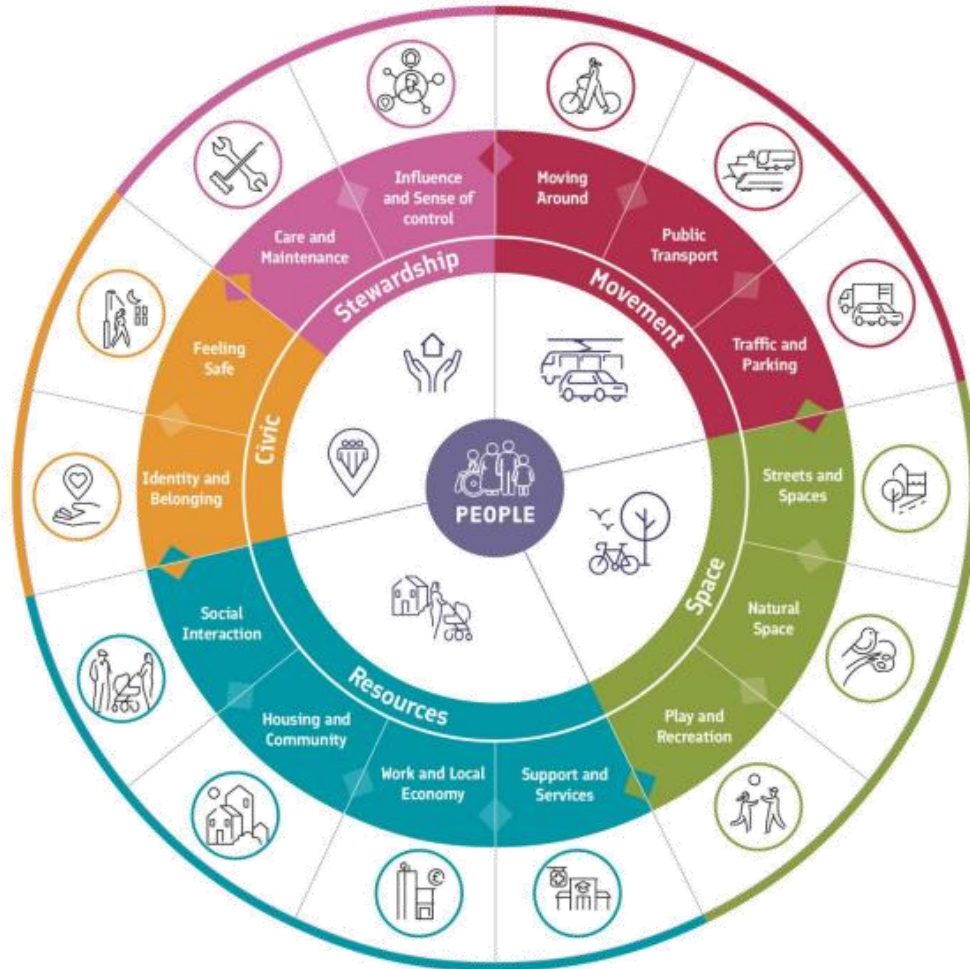 Influence
and Sense of
control
Moving
Around
Public
Transport
Traffic and
Parking
Streets and
Spaces
Natural
Space
Play and
Recreation
Support and
Services
Work and Local
Economy
Housing and
Community
Social
Interaction
Identity and
Belonging
Feeling
Safe
Care and
Maintenance
Stewardship
Movement
Space
Resources
Civic
PEOPLE
£